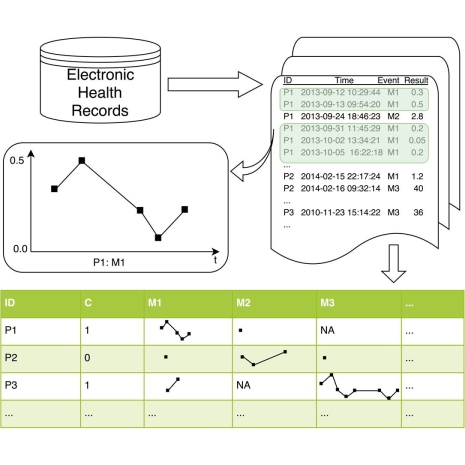 Electronic
Health
Records
ID Time Event Result
P1 2013-09-12 10:29:44 M1 0.3
P1 2013-09-13 09:54:20 M1 0.5
P1 2013-09-24 18:46:23 M2 2.8
P1 2013-09-31 11:45:29 M1 0.2
P1 2013-10-02 13:34:21 M1 0.05
P1 2013-10-05 16:22:18 M1 0.2
...
P2 2014-02-15 22:17:24 M1 1.2
P2 2014-02-16 09:32:14 M3 40
...
P3 2010-11-23 15:14:22 M3 36
...
0.5
0.0
P1: M1 t
ID C M1 M2 M3 ...
P1 1 NA ...
P2 0 ...
P3 1 NA ...
... ... ... ... ... ...